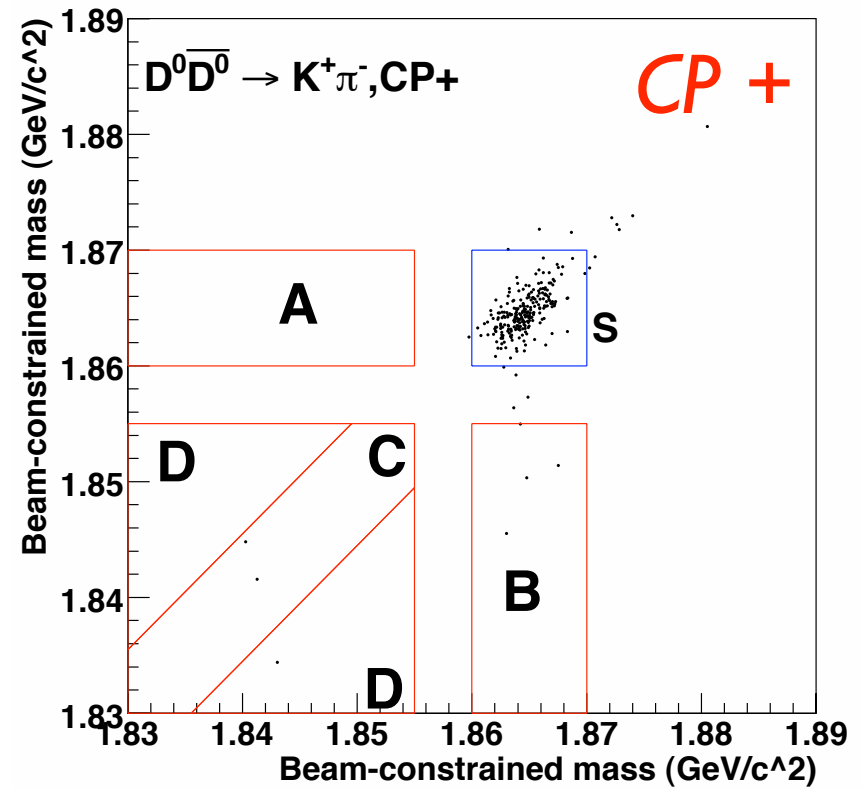 1.89
D⁰D̅⁰ → K⁺π⁻,CP+
CP +
1.88
1.87
A
S
1.86
D
C
1.85
B
1.84
D
1.83
1.83 1.84 1.85 1.86 1.87 1.88 1.89
Beam-constrained mass (GeV/c^2)
Beam-constrained mass (GeV/c^2)